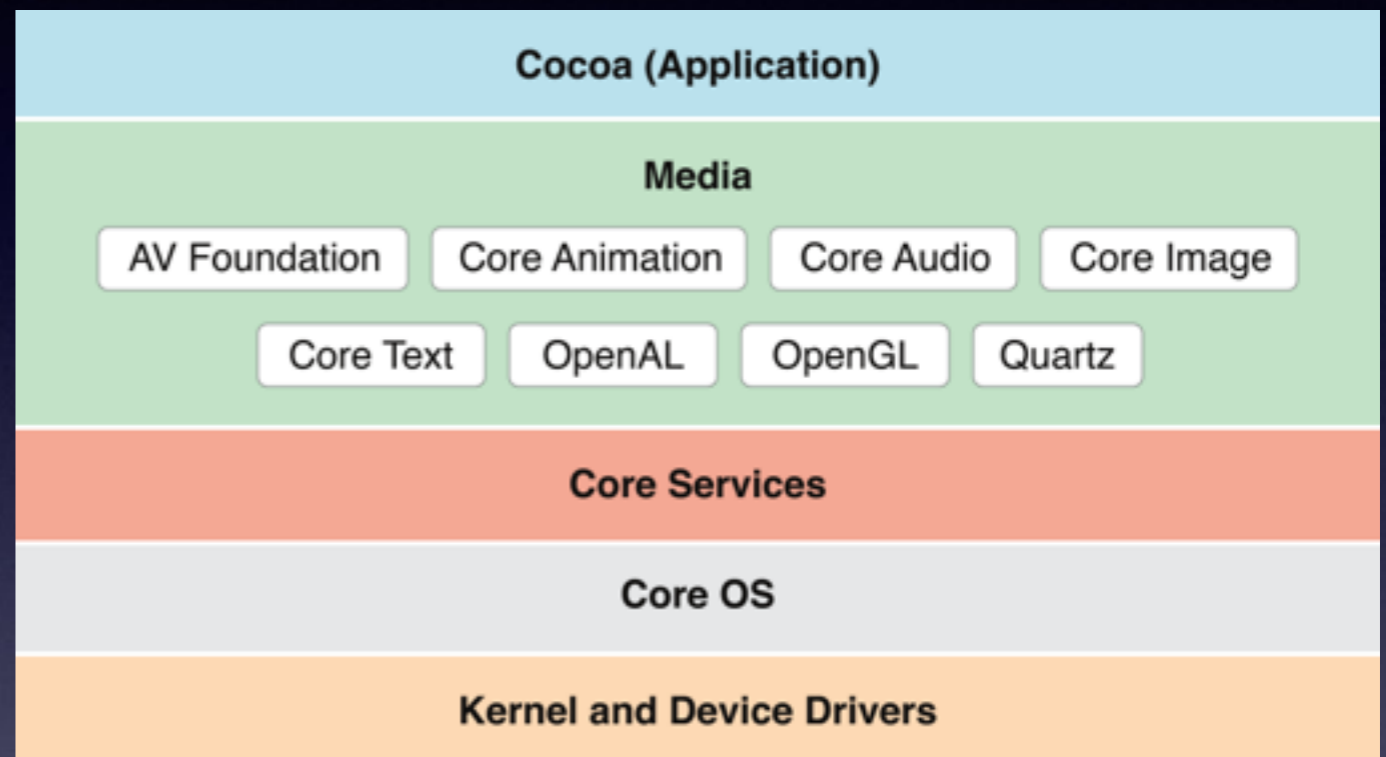 Cocoa (Application)
Media
AV Foundation Core Animation Core Audio Core Image
Core Text OpenAL OpenGL Quartz
Core Services
Core OS
Kernel and Device Drivers